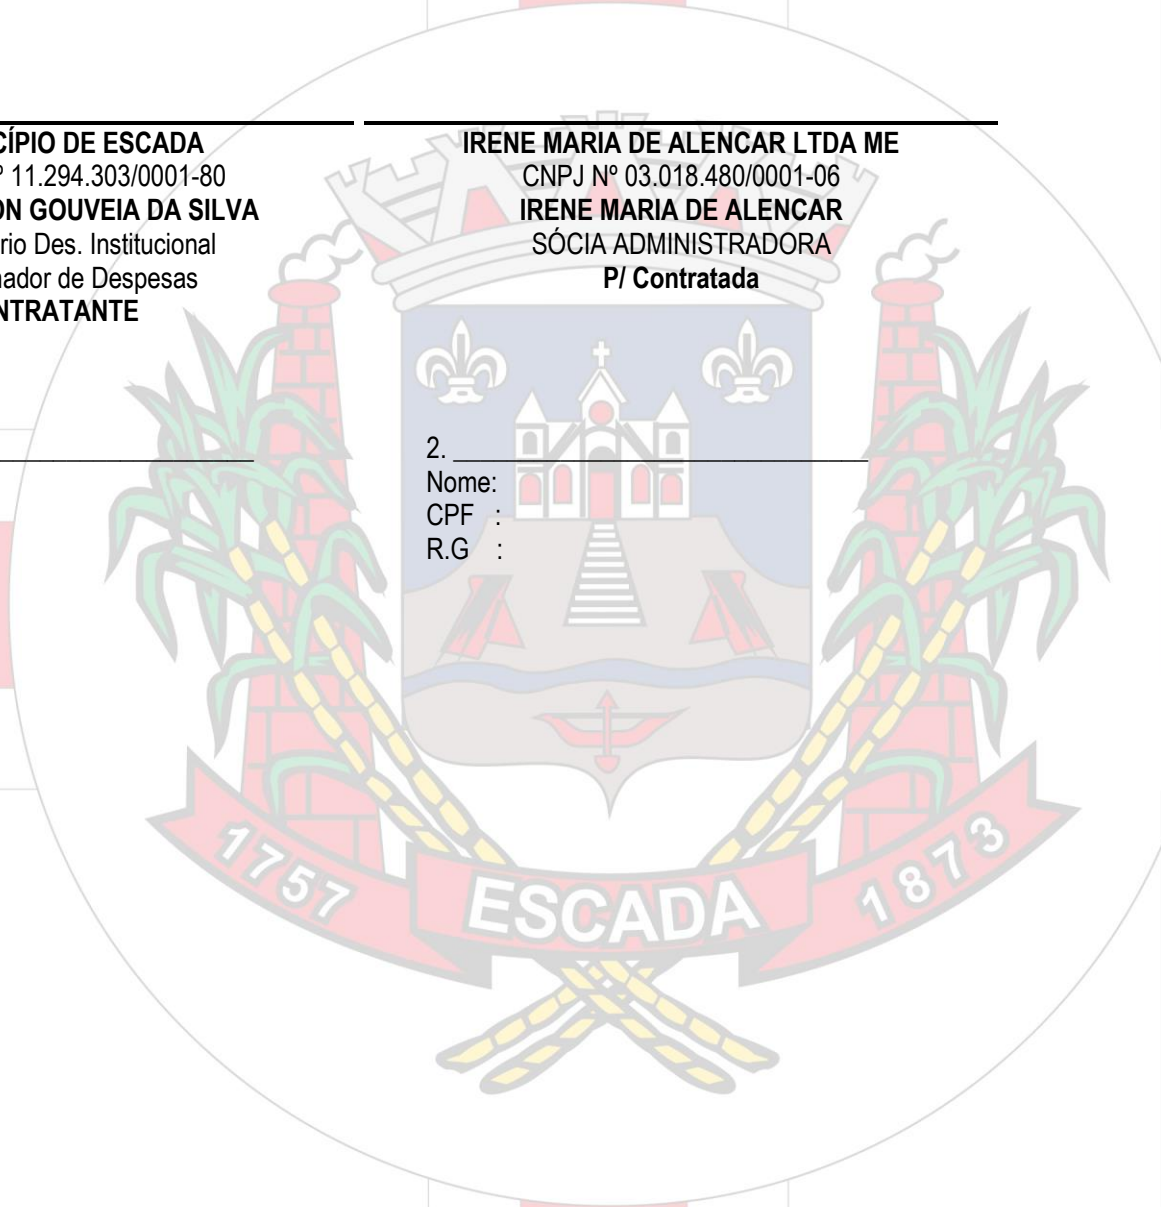 CÍPIO DE ESCADA
º 11.294.303/0001-80
ON GOUVEIA DA SILVA
rio Des. Institucional
nador de Despesas
NTRATANTE
IRENE MARIA DE ALENCAR LTDA ME
CNPJ Nº 03.018.480/0001-06
IRENE MARIA DE ALENCAR
SÓCIA ADMINISTRADORA
P/ Contratada
2. ______________________________
Nome:
CPF :
R.G :
1757
ESCADA
1873